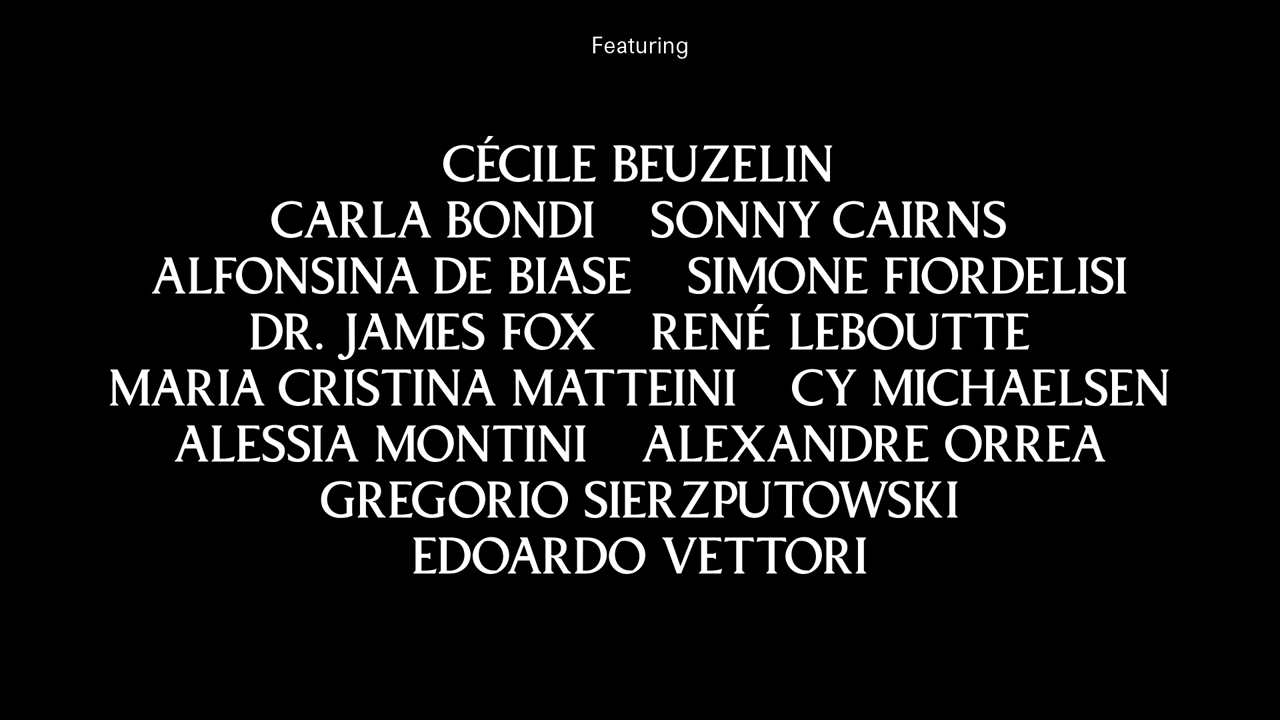 Featuring
CÉCILE BEUZELIN
CARLA BONDI SONNY CAIRNS
ALFONSINA DE BIASE SIMONE FIORDELISI
DR. JAMES FOX RENÉ LEBOUTTE
MARIA CRISTINA MATTEINI CY MICHAELSEN
ALESSIA MONTINI ALEXANDRE ORREA
GREGORIO SIERZPUTOWSKI
EDOARDO VETTORI